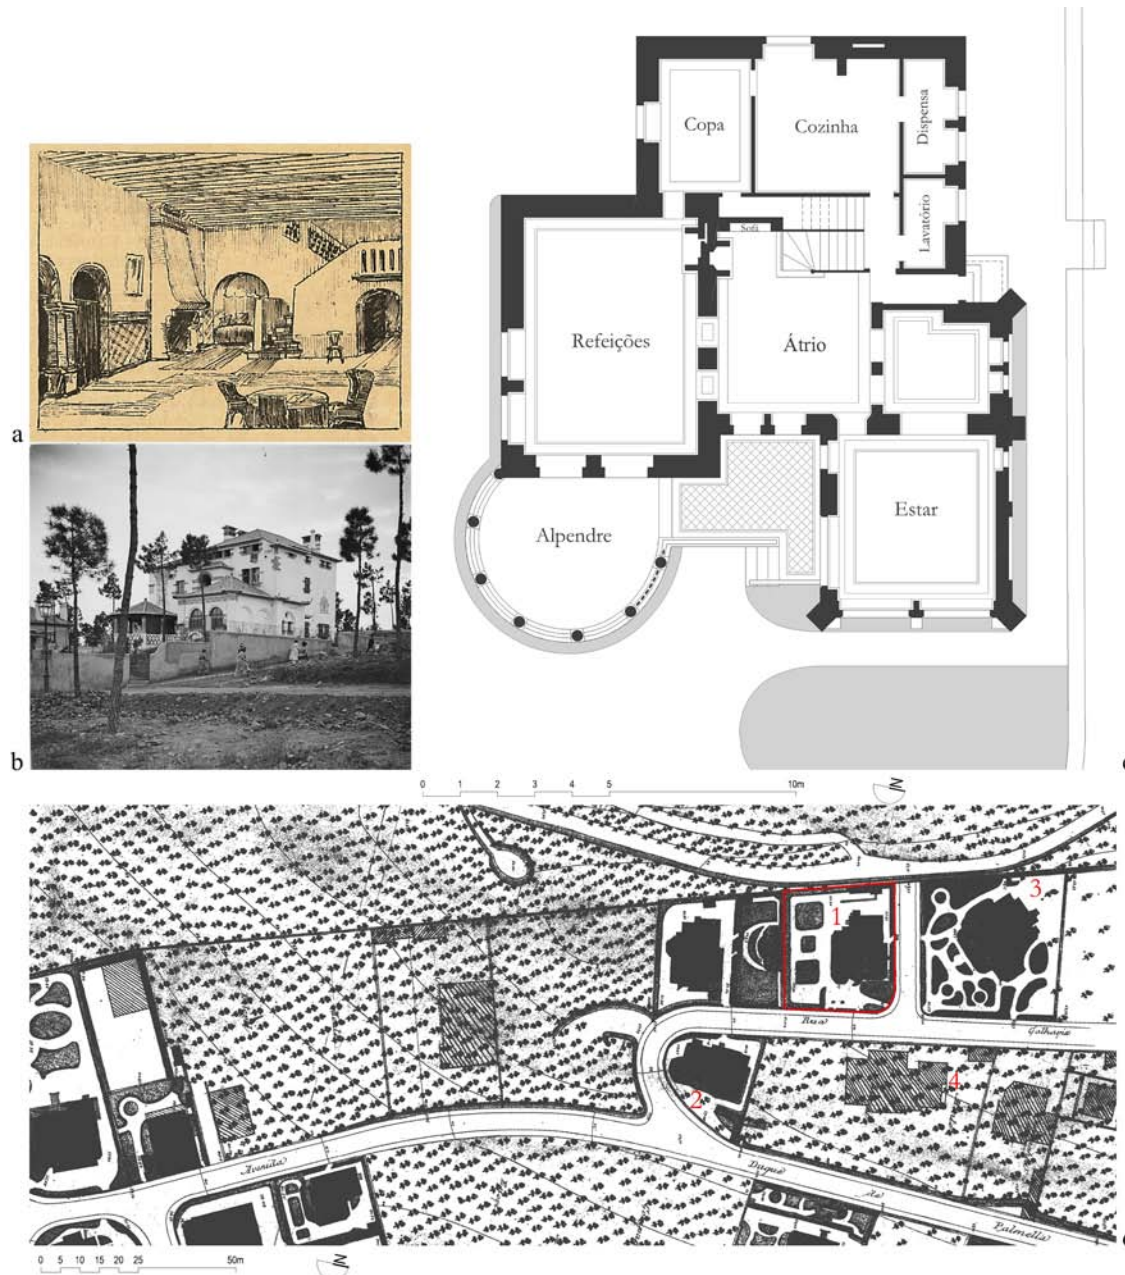 a
b
Copa
Cozinha
Dispensa
Lavatório
Sofá
Refeições
Átrio
Alpendre
Estar
0 1 2 3 4 5 10m
N
1
2
3
4
Rua
Avenida
Duque
de
Palmella
0 5 10 15 20 25 50m
N